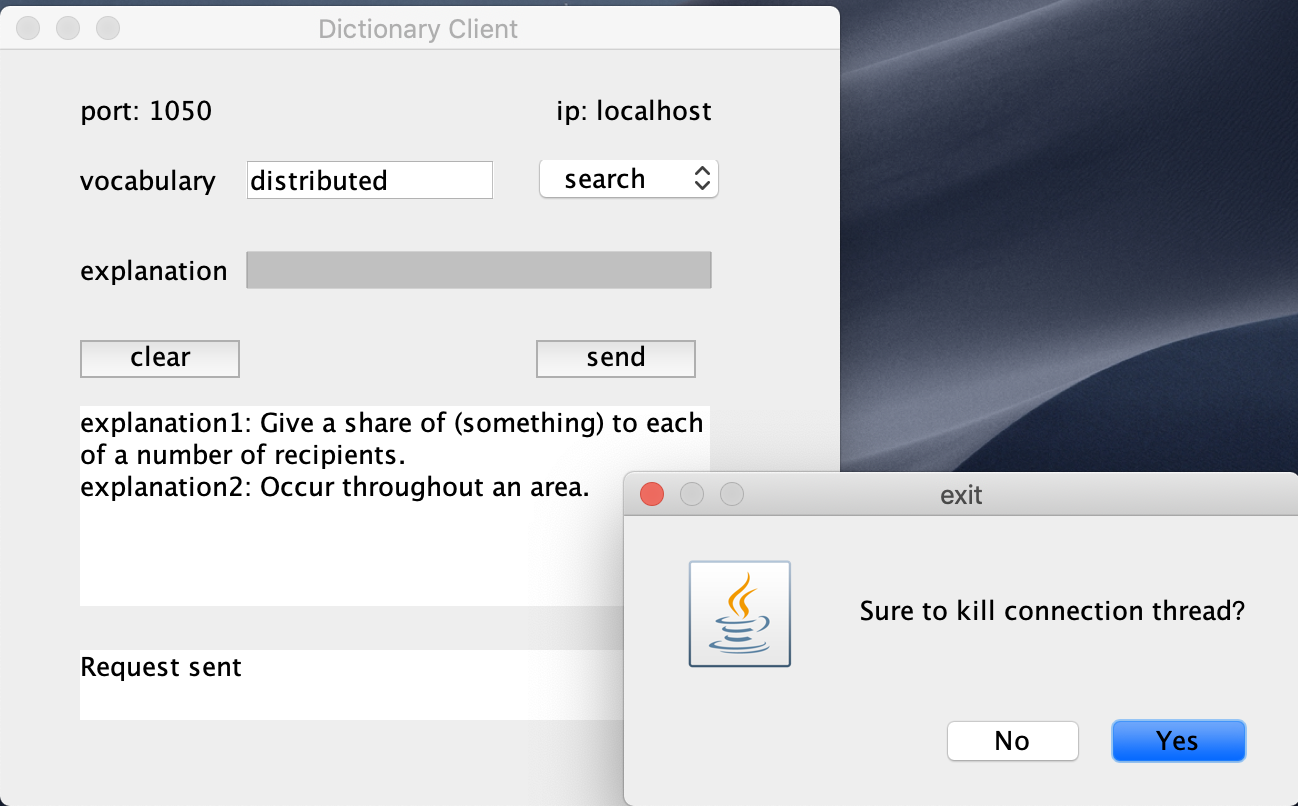 Dictionary Client
port: 1050 ip: localhost
vocabulary distributed search
explanation
clear send
explanation1: Give a share of (something) to each
of a number of recipients.
explanation2: Occur throughout an area.
Request sent
exit
Sure to kill connection thread?
No Yes